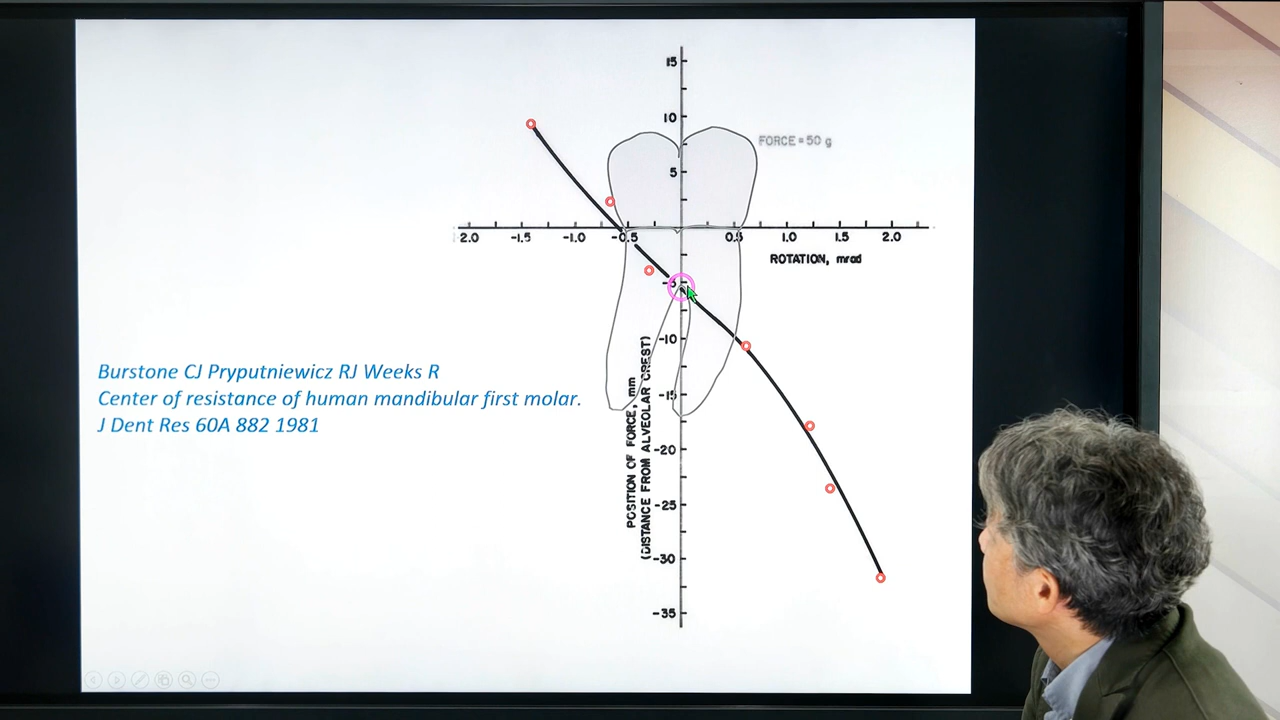 15
10
FORCE = 50 g
5
2.0 -1.5 -1.0 -0.5 0.5 1.0 1.5 2.0
ROTATION, mrad
-5
-10
-15
-20
-25
-30
-35
POSITION OF FORCE, mm
(DISTANCE FROM ALVEOLAR CREST)
Burstone CJ Pryputniewicz RJ Weeks R
Center of resistance of human mandibular first molar.
J Dent Res 60A 882 1981